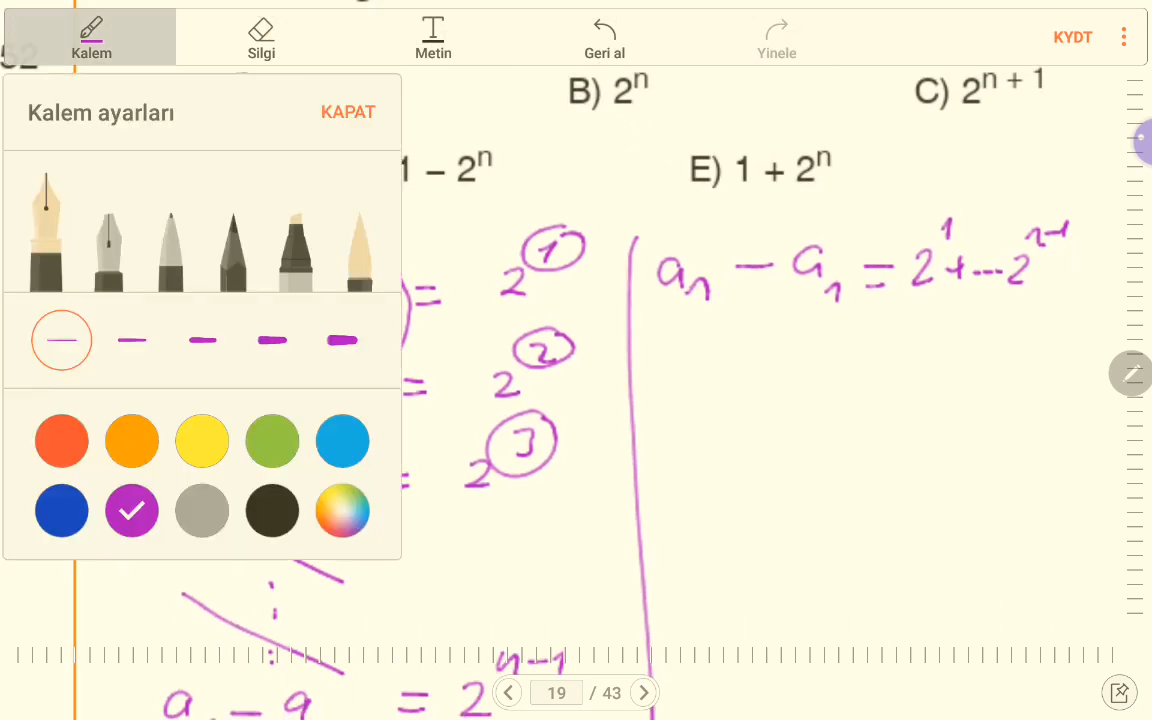 Kalem Silgi Metin Geri al Yinele KYDT
52
B) 2ⁿ C) 2ⁿ⁺¹
Kalem ayarları KAPAT
1 – 2ⁿ E) 1 + 2ⁿ
) = 2¹
aₙ – a₁ = 2¹ + ... 2ⁿ⁻¹
= 2²
= 2³
a – a = 2ⁿ⁻¹
19 / 43